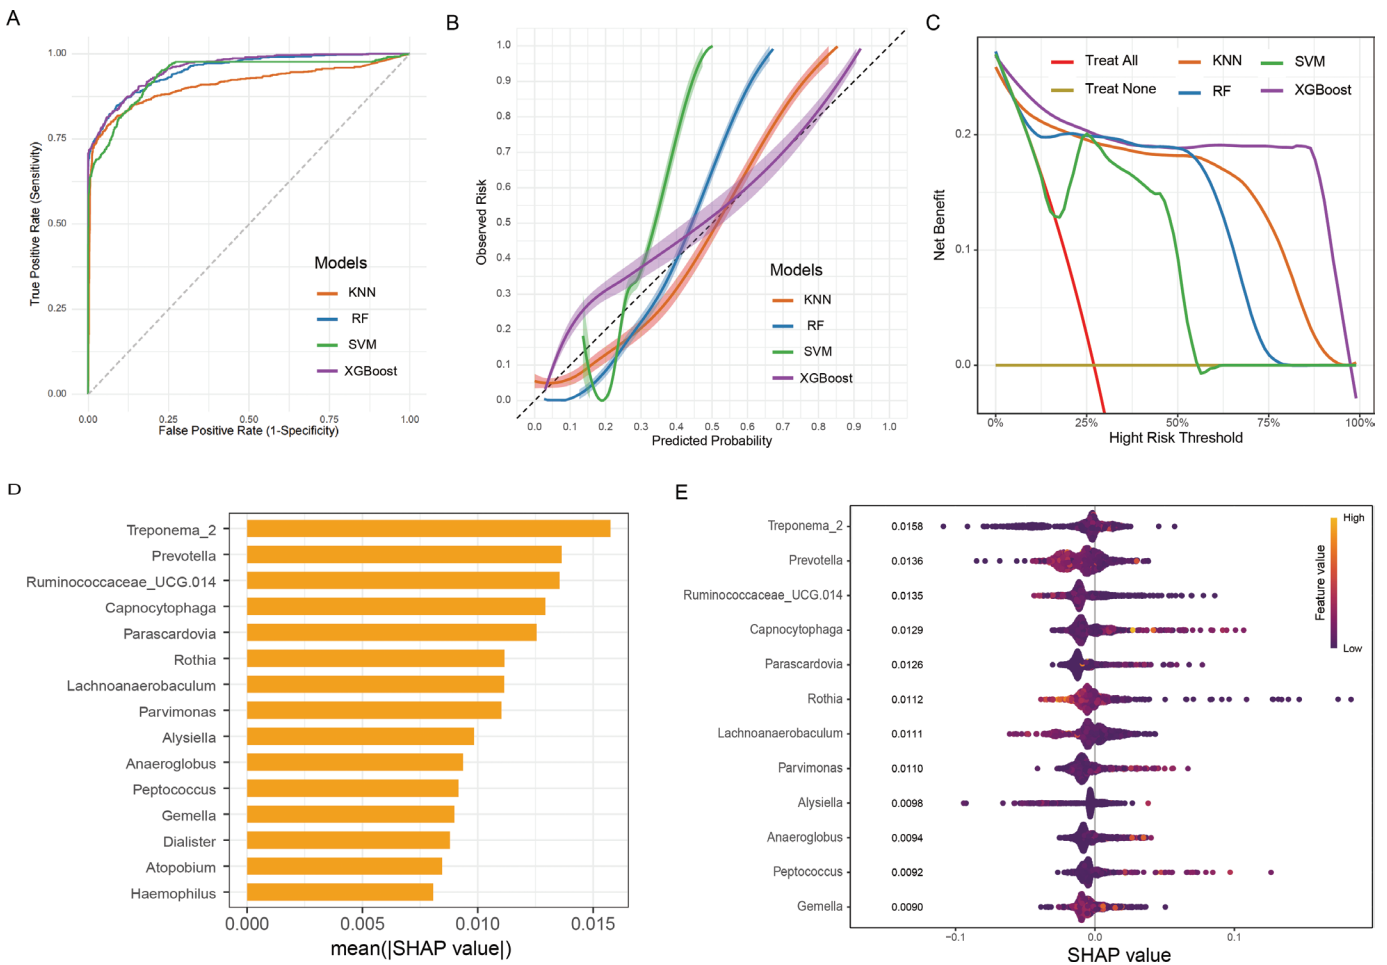 A
1.00
0.75
0.50
0.25
0.00
True Positive Rate (Sensitivity)
Models
KNN
RF
SVM
XGBoost
0.00 0.25 0.50 0.75 1.00
False Positive Rate (1-Specificity)
B
1.0
0.9
0.8
0.7
0.6
0.5
0.4
0.3
0.2
0.1
0.0
Observed Risk
Models
KNN
RF
SVM
XGBoost
0.0 0.1 0.2 0.3 0.4 0.5 0.6 0.7 0.8 0.9 1.0
Predicted Probability
C
Treat All KNN SVM
Treat None RF XGBoost
0.2
0.1
0.0
Net Benefit
0% 25% 50% 75% 100%
Hight Risk Threshold
D
Treponema_2
Prevotella
Ruminococcaceae_UCG.014
Capnocytophaga
Parascardovia
Rothia
Lachnoanaerobaculum
Parvimonas
Alysiella
Anaeroglobus
Peptococcus
Gemella
Dialister
Atopobium
Haemophilus
0.000 0.005 0.010 0.015
mean(|SHAP value|)
E
Treponema_2 0.0158
Prevotella 0.0136
Ruminococcaceae_UCG.014 0.0135
Capnocytophaga 0.0129
Parascardovia 0.0126
Rothia 0.0112
Lachnoanaerobaculum 0.0111
Parvimonas 0.0110
Alysiella 0.0098
Anaeroglobus 0.0094
Peptococcus 0.0092
Gemella 0.0090
High
Feature value
Low
−0.1 0.0 0.1
SHAP value